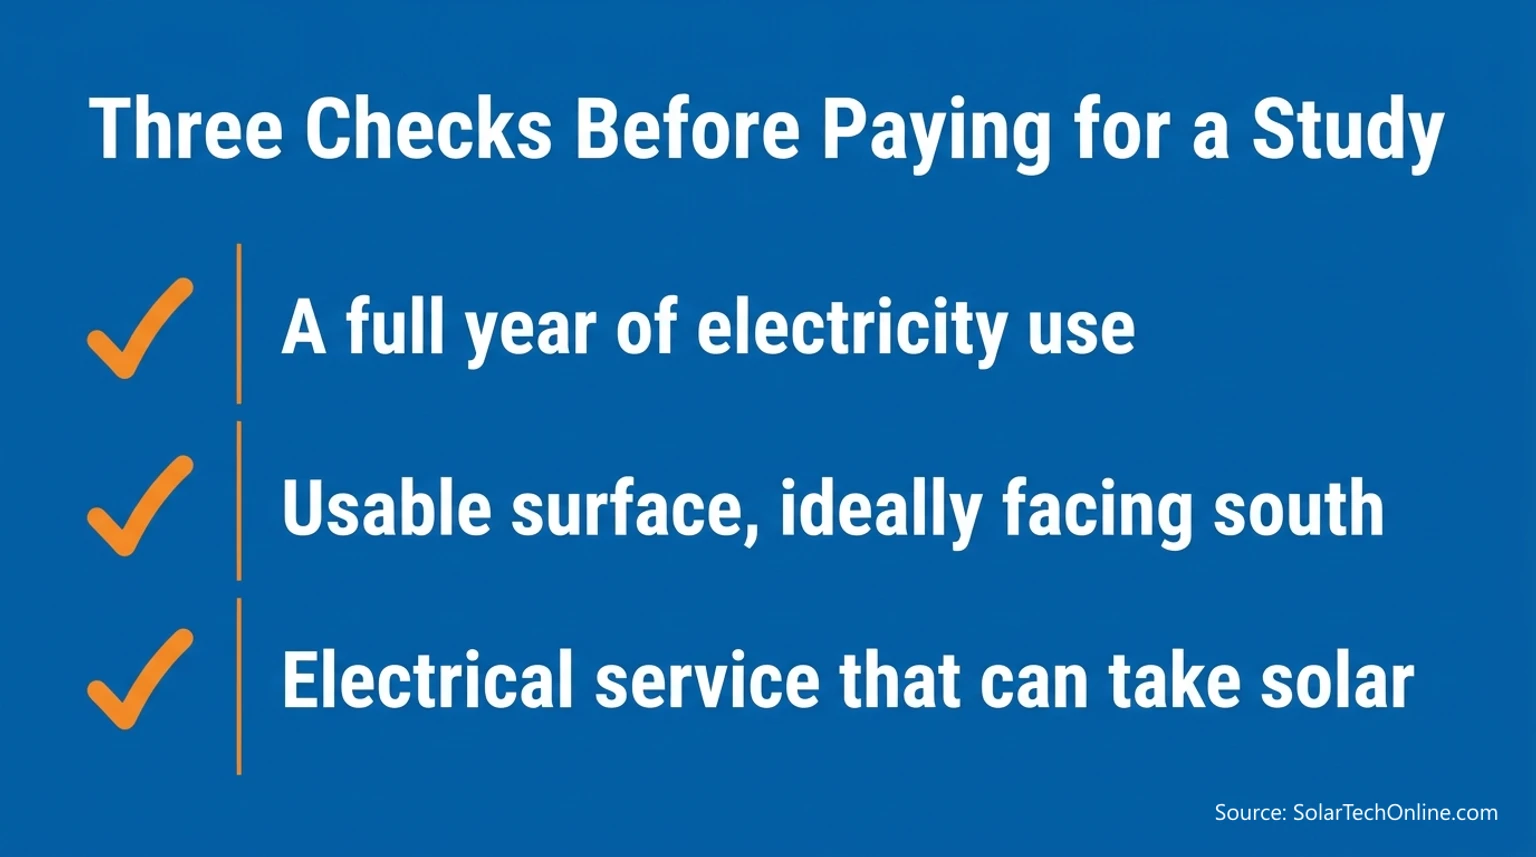 Three Checks Before Paying for a Study
A full year of electricity use
Usable surface, ideally facing south
Electrical service that can take solar
Source: SolarTechOnline.com